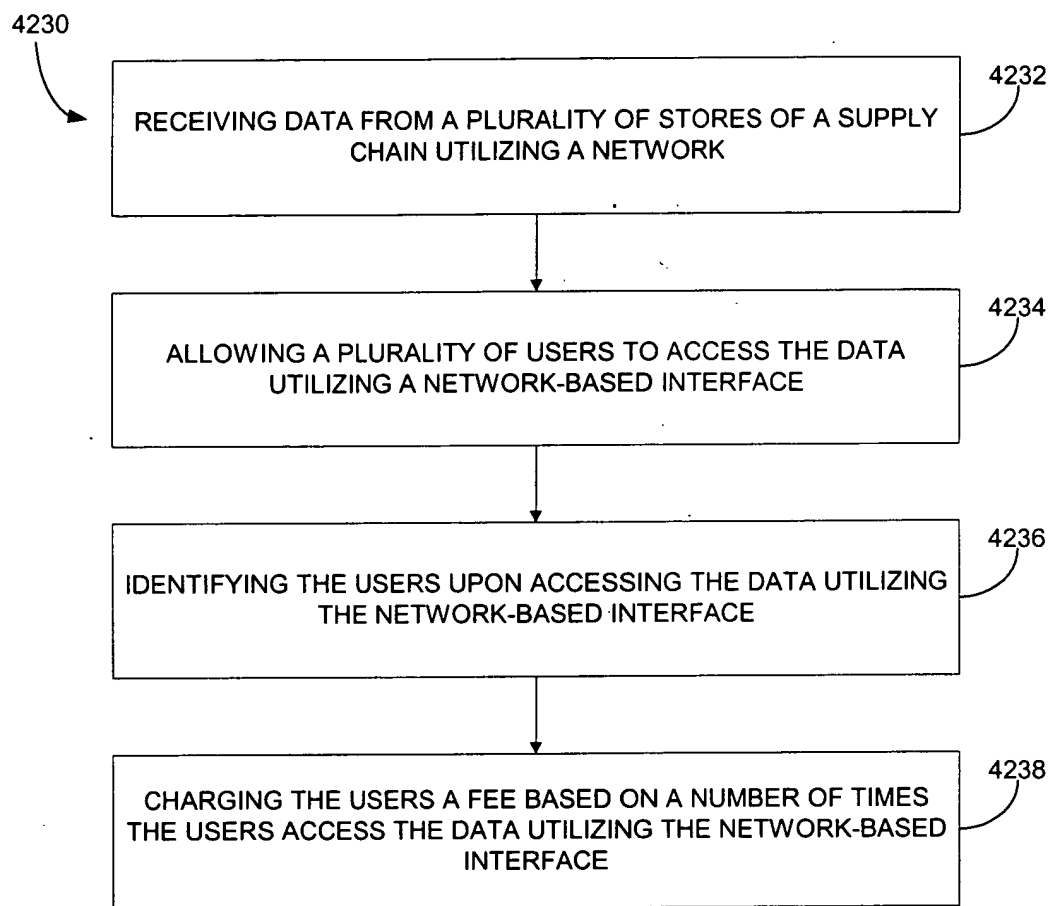 4230
4232
RECEIVING DATA FROM A PLURALITY OF STORES OF A SUPPLY
CHAIN UTILIZING A NETWORK
4234
ALLOWING A PLURALITY OF USERS TO ACCESS THE DATA
UTILIZING A NETWORK-BASED INTERFACE
4236
IDENTIFYING THE USERS UPON ACCESSING THE DATA UTILIZING
THE NETWORK-BASED INTERFACE
4238
CHARGING THE USERS A FEE BASED ON A NUMBER OF TIMES
THE USERS ACCESS THE DATA UTILIZING THE NETWORK-BASED
INTERFACE